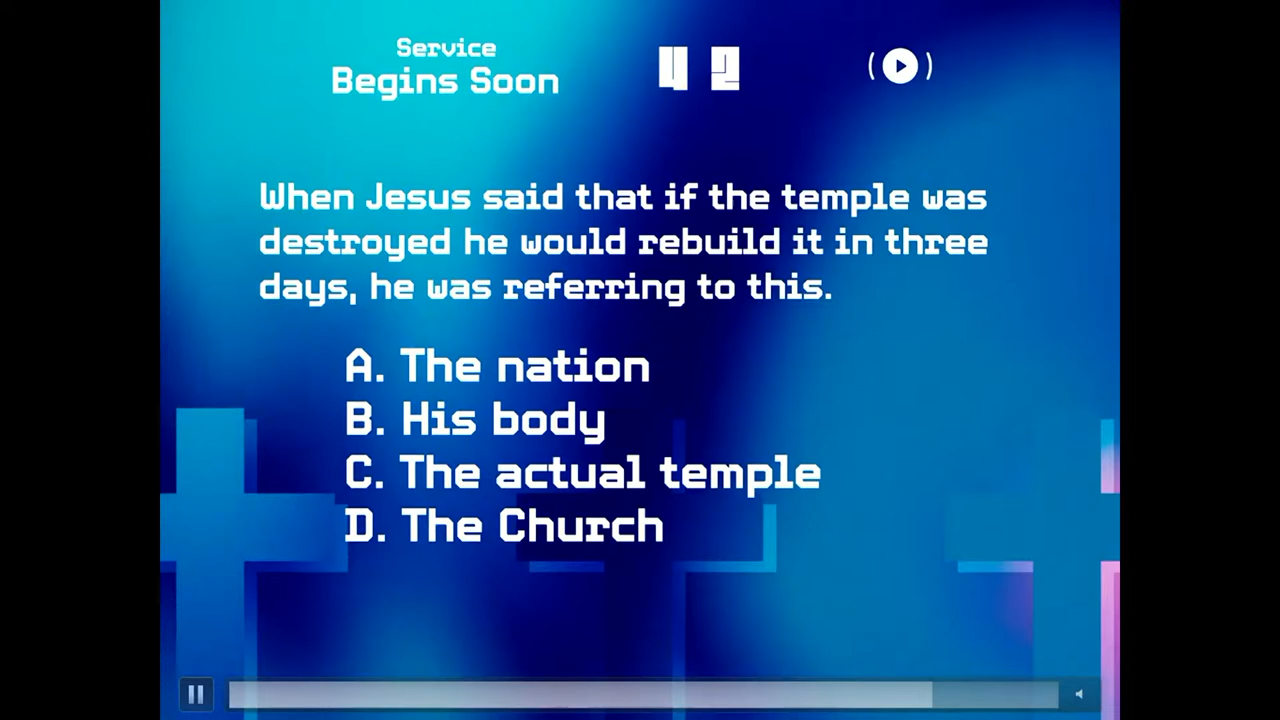 Service
Begins Soon
42
When Jesus said that if the temple was
destroyed he would rebuild it in three
days, he was referring to this.
A. The nation
B. His body
C. The actual temple
D. The Church